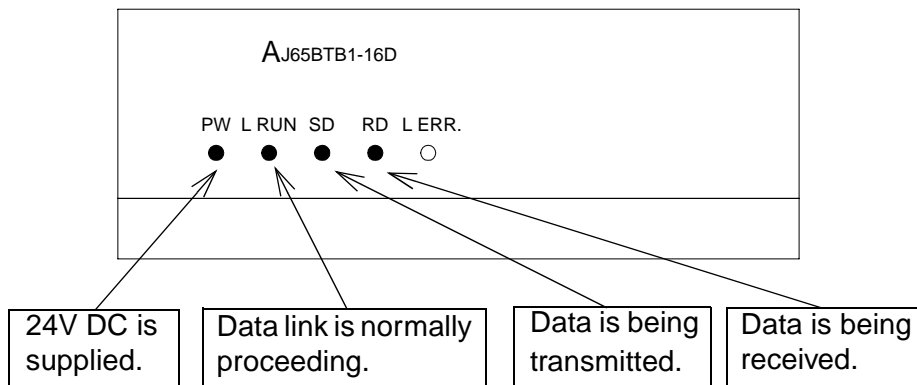 AJ65BTB1-16D
PW L RUN SD RD L ERR.
24V DC is
supplied.
Data link is normally
proceeding.
Data is being
transmitted.
Data is being
received.